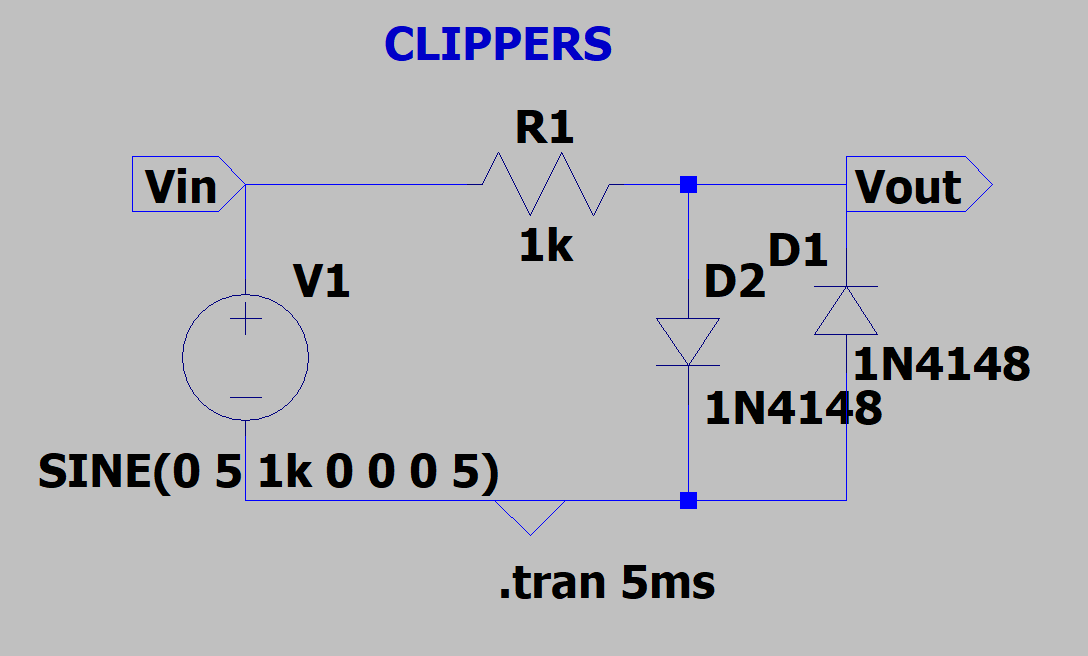 CLIPPERS
R1
Vin
Vout
1k
V1
D2
D1
1N4148
1N4148
SINE(0 5 1k 0 0 0 5)
.tran 5ms